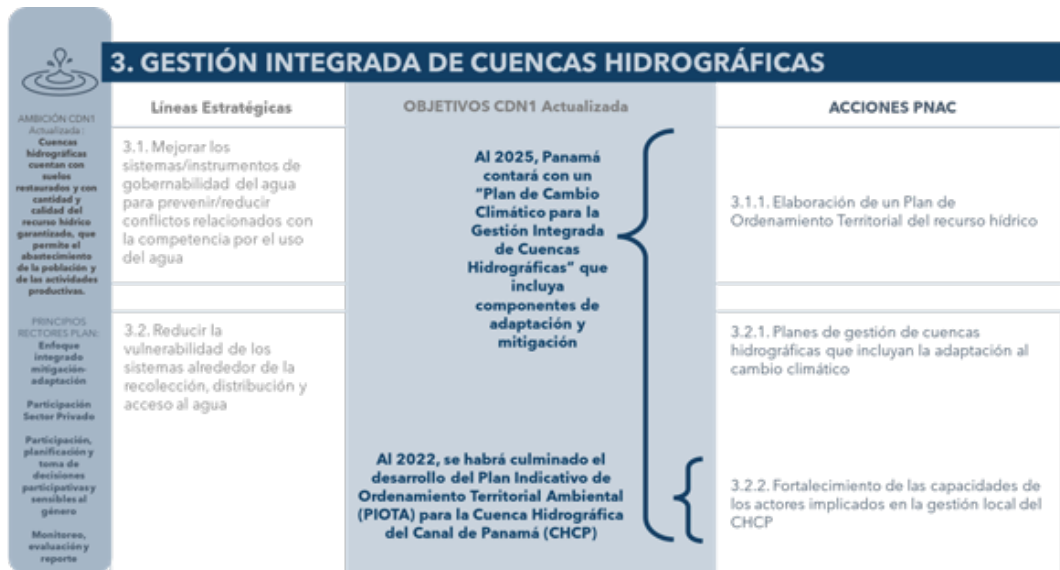 3. GESTIÓN INTEGRADA DE CUENCAS HIDROGRÁFICAS
AMBICIÓN CDN1
Actualizada:
Cuencas
hidrográficas
cuentan con
suelos
restaurados y con
cantidad y
calidad del
recurso hídrico
garantizado, que
permite el
abastecimiento
de la población y
de las actividades
productivas.
PRINCIPIOS
RECTORES PLAN:
Enfoque
integrado
mitigación-
adaptación
Participación
Sector Privado
Participación,
planificación y
toma de
decisiones
participativas y
sensibles al
género
Monitoreo,
evaluación y
reporte
Líneas Estratégicas
3.1. Mejorar los
sistemas/instrumentos de
gobernabilidad del agua
para prevenir/reducir
conflictos relacionados con
la competencia por el uso
del agua
3.2. Reducir la
vulnerabilidad de los
sistemas alrededor de la
recolección, distribución y
acceso al agua
OBJETIVOS CDN1 Actualizada
Al 2025, Panamá
contará con un
"Plan de Cambio
Climático para la
Gestión Integrada
de Cuencas
Hidrográficas" que
incluya
componentes de
adaptación y
mitigación
Al 2022, se habrá culminado el
desarrollo del Plan Indicativo de
Ordenamiento Territorial Ambiental
(PIOTA) para la Cuenca Hidrográfica
del Canal de Panamá (CHCP)
ACCIONES PNAC
3.1.1. Elaboración de un Plan de
Ordenamiento Territorial del recurso hídrico
3.2.1. Planes de gestión de cuencas
hidrográficas que incluyan la adaptación al
cambio climático
3.2.2. Fortalecimiento de las capacidades de
los actores implicados en la gestión local del
CHCP